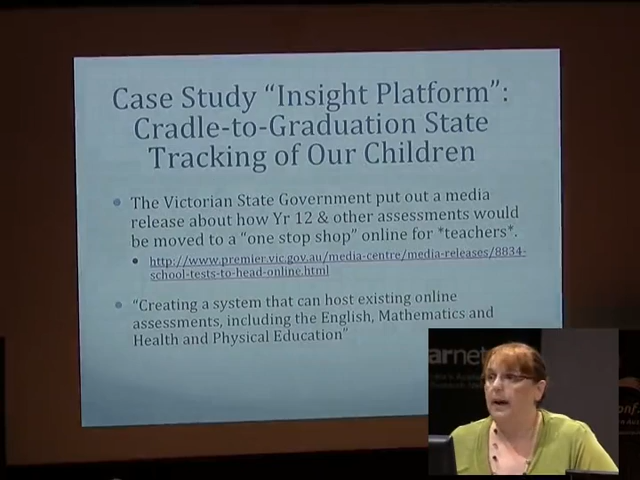 Case Study “Insight Platform”:
Cradle-to-Graduation State
Tracking of Our Children
• The Victorian State Government put out a media
release about how Yr 12 & other assessments would
be moved to a “one stop shop” online for *teachers*.
• http://www.premier.vic.gov.au/media-centre/media-releases/8834-
school-tests-to-head-online.html
• “Creating a system that can host existing online
assessments, including the English, Mathematics and
Health and Physical Education”
arnet
onf.